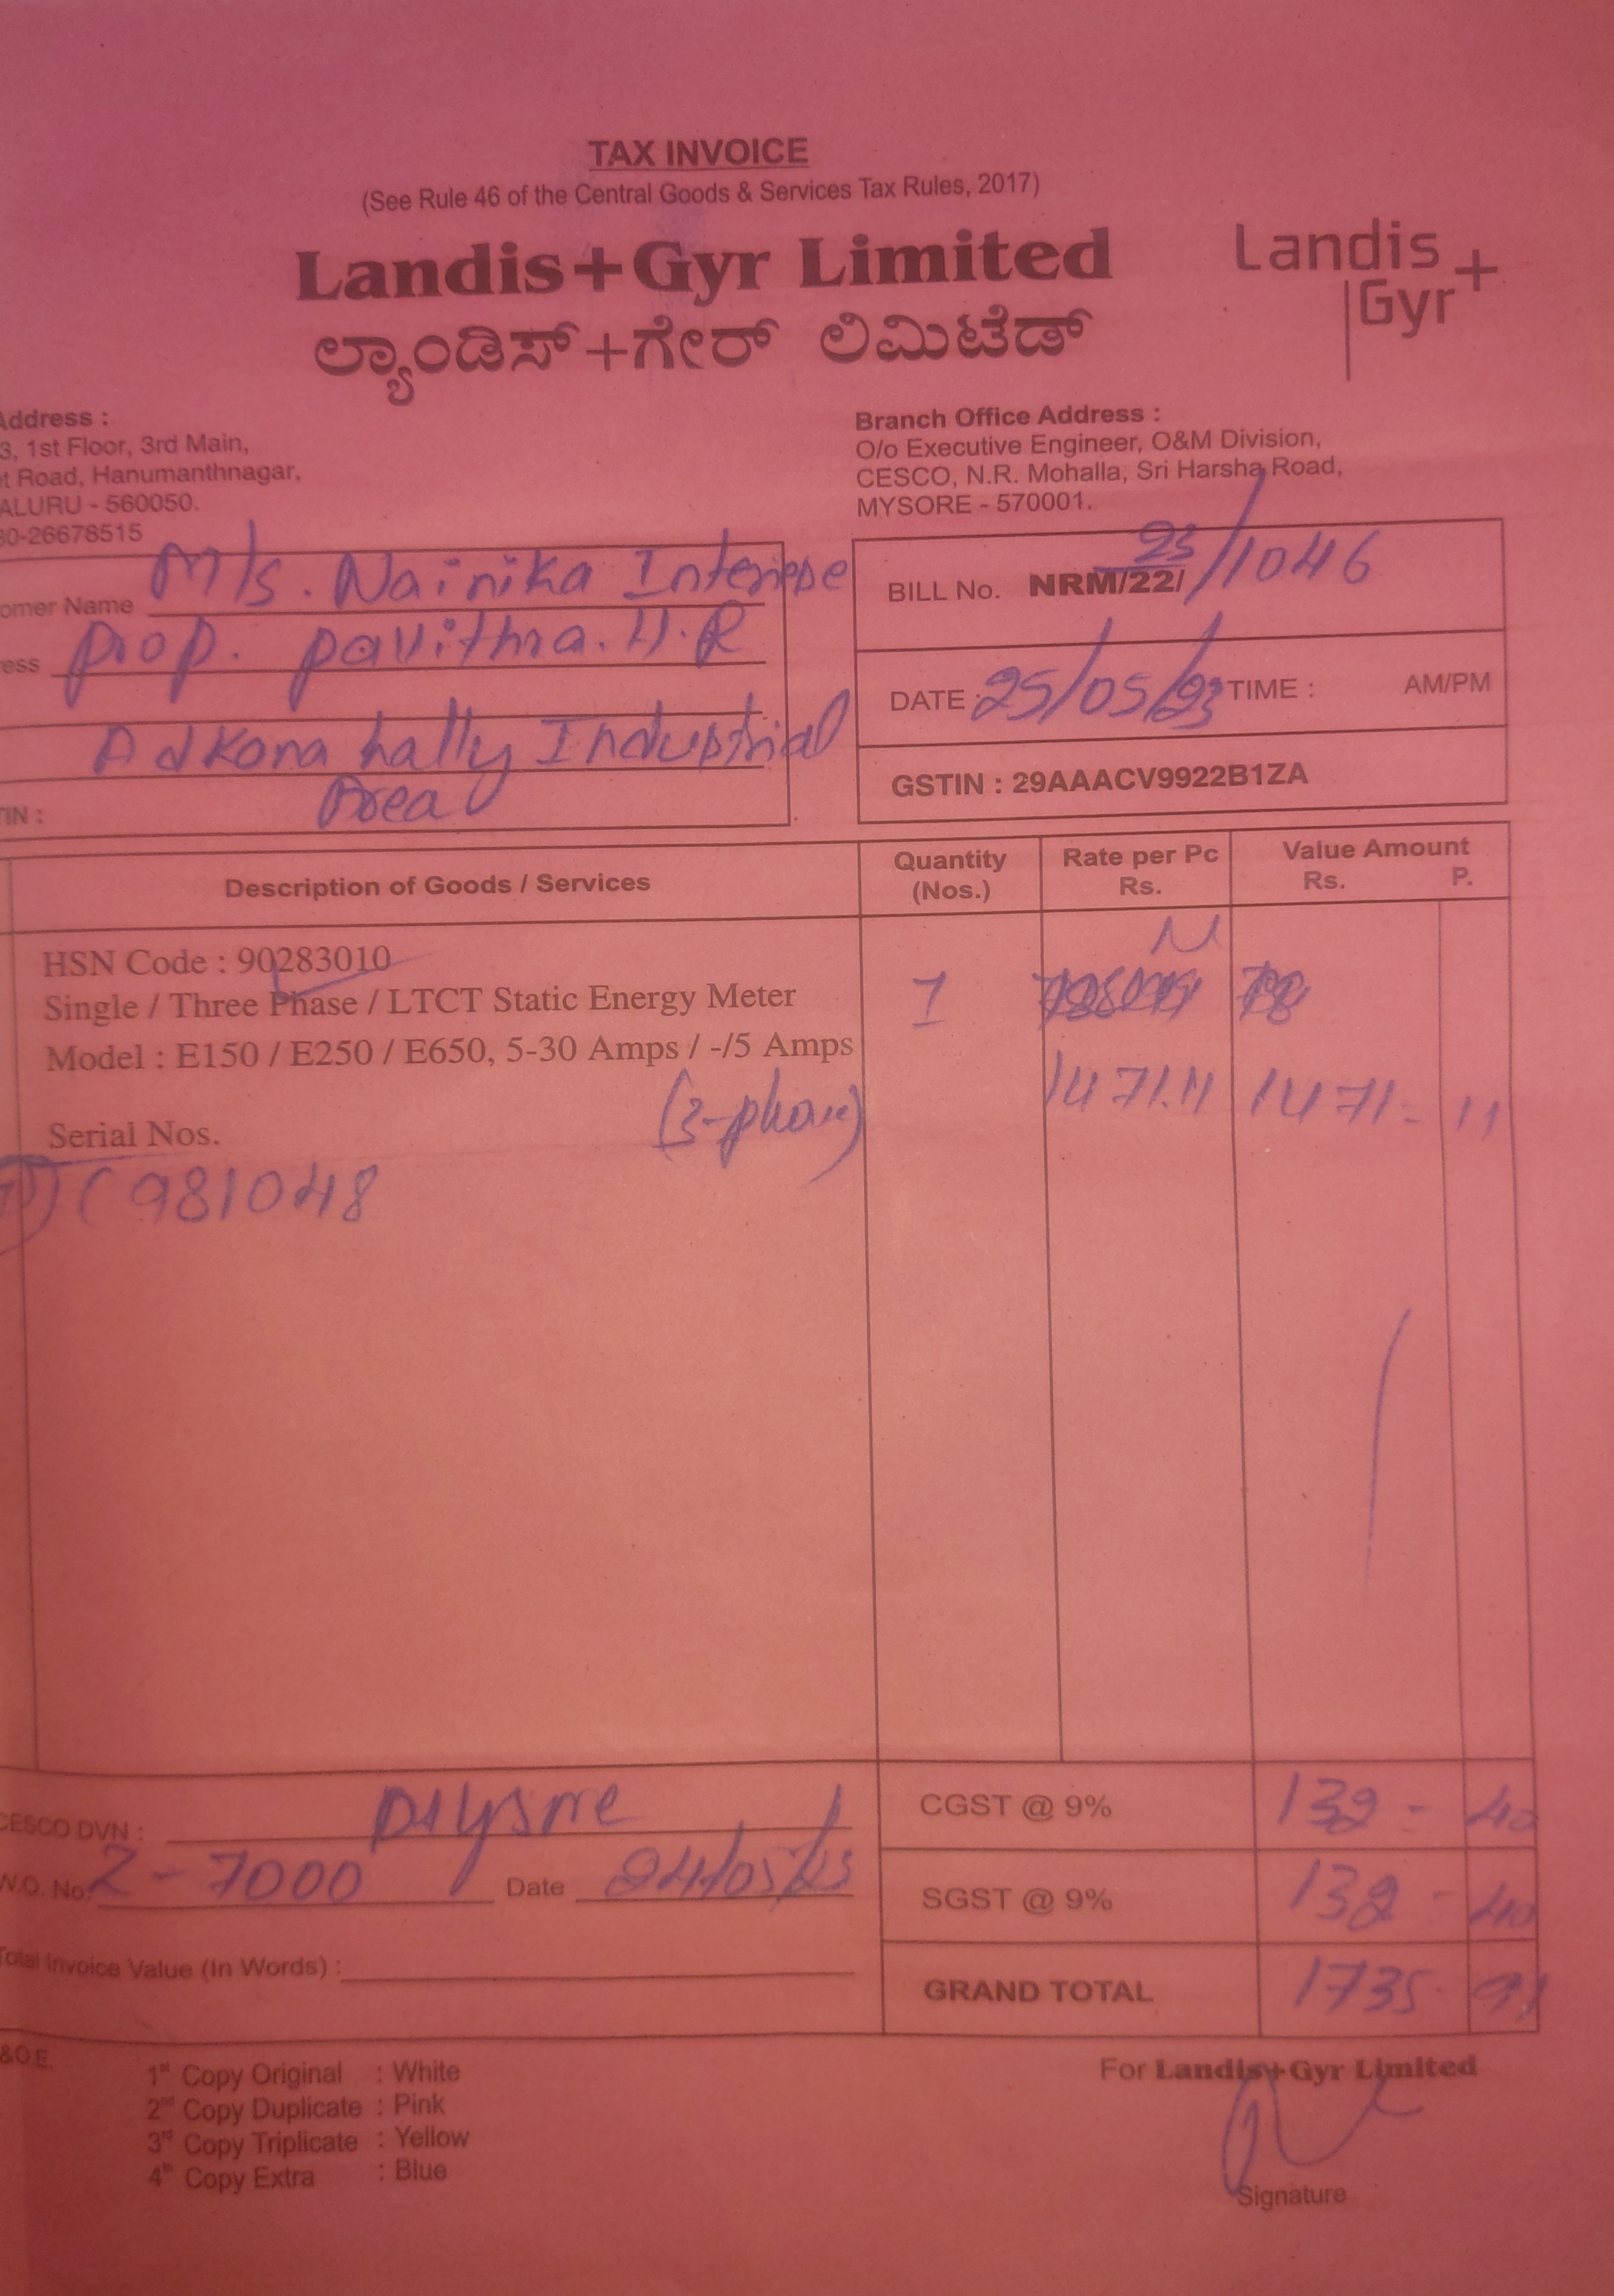 TAX INVOICE
(See Rule 46 of the Central Goods & Services Tax Rules, 2017)
Landis+Gyr Limited
ಲ್ಯಾಂಡಿಸ್+ಗೇರ್ ಲಿಮಿಟೆಡ್
Landis
Gyr+
Address :
3, 1st Floor, 3rd Main,
t Road, Hanumanthnagar,
ALURU - 560050.
80-26678515
Branch Office Address :
O/o Executive Engineer, O&M Division,
CESCO, N.R. Mohalla, Sri Harsha Road,
MYSORE - 570001.
omer Name M/s. Nainika
ress Prop. Pavithra. H.R
Adkana hally Industrial
Area
TIN :
BILL No. NRM/22/ 23/1046
DATE : 25/05/23 TIME : AM/PM
GSTIN : 29AAACV9922B1ZA
Description of Goods / Services Quantity (Nos.) Rate per Pc Rs. Value Amount Rs. P.
HSN Code : 90283010
Single / Three Phase / LTCT Static Energy Meter 1
Model : E150 / E250 / E650, 5-30 Amps / -/5 Amps
(3-phase) 1471.11 1471- 11
Serial Nos.
1) (981048
CESCO DVN : Mysore
W.O. No. 2-7000 Date 24/05/23
Total Invoice Value (In Words) :
CGST @ 9% 132 - 40
SGST @ 9% 132 - 40
GRAND TOTAL 1735 - 91
&O.E.
1st Copy Original : White
2nd Copy Duplicate : Pink
3rd Copy Triplicate : Yellow
4th Copy Extra : Blue
For Landis+Gyr Limited
Signature